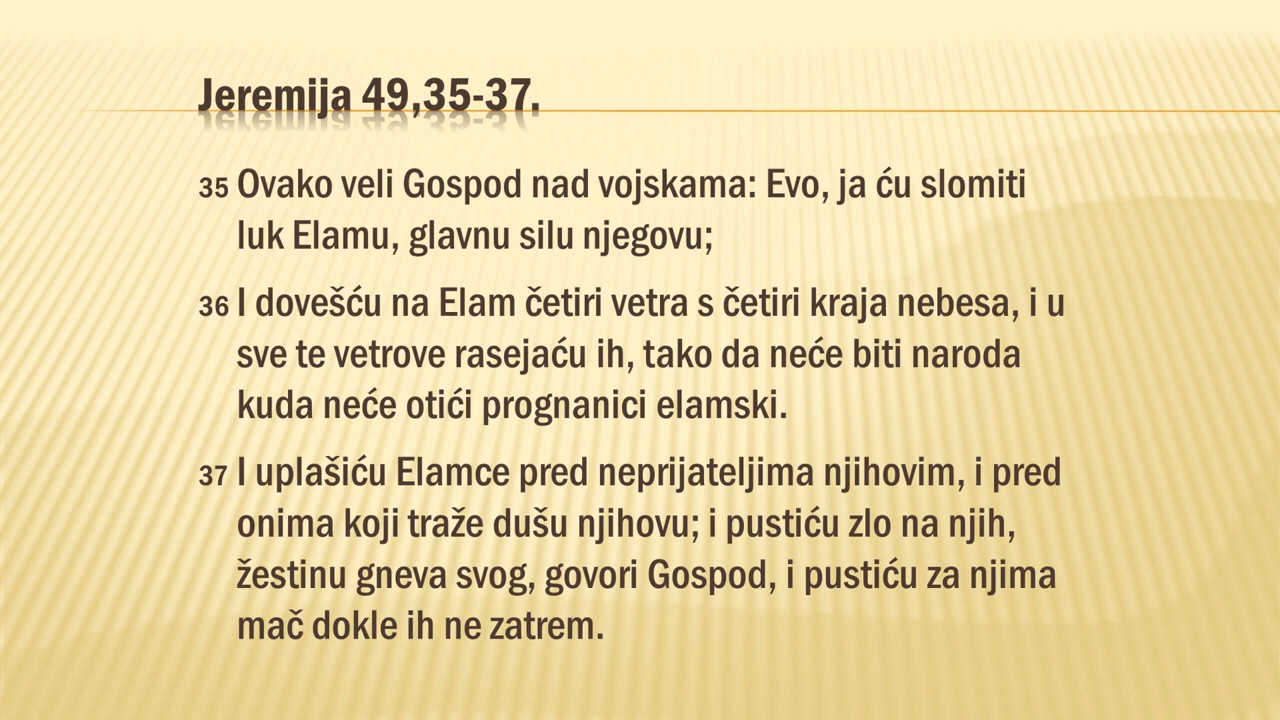 Jeremija 49,35-37.
35 Ovako veli Gospod nad vojskama: Evo, ja ću slomiti
luk Elamu, glavnu silu njegovu;
36 I dovešću na Elam četiri vetra s četiri kraja nebesa, i u
sve te vetrove rasejaću ih, tako da neće biti naroda
kuda neće otići prognanici elamski.
37 I uplašiću Elamce pred neprijateljima njihovim, i pred
onima koji traže dušu njihovu; i pustiću zlo na njih,
žestinu gneva svog, govori Gospod, i pustiću za njima
mač dokle ih ne zatrem.